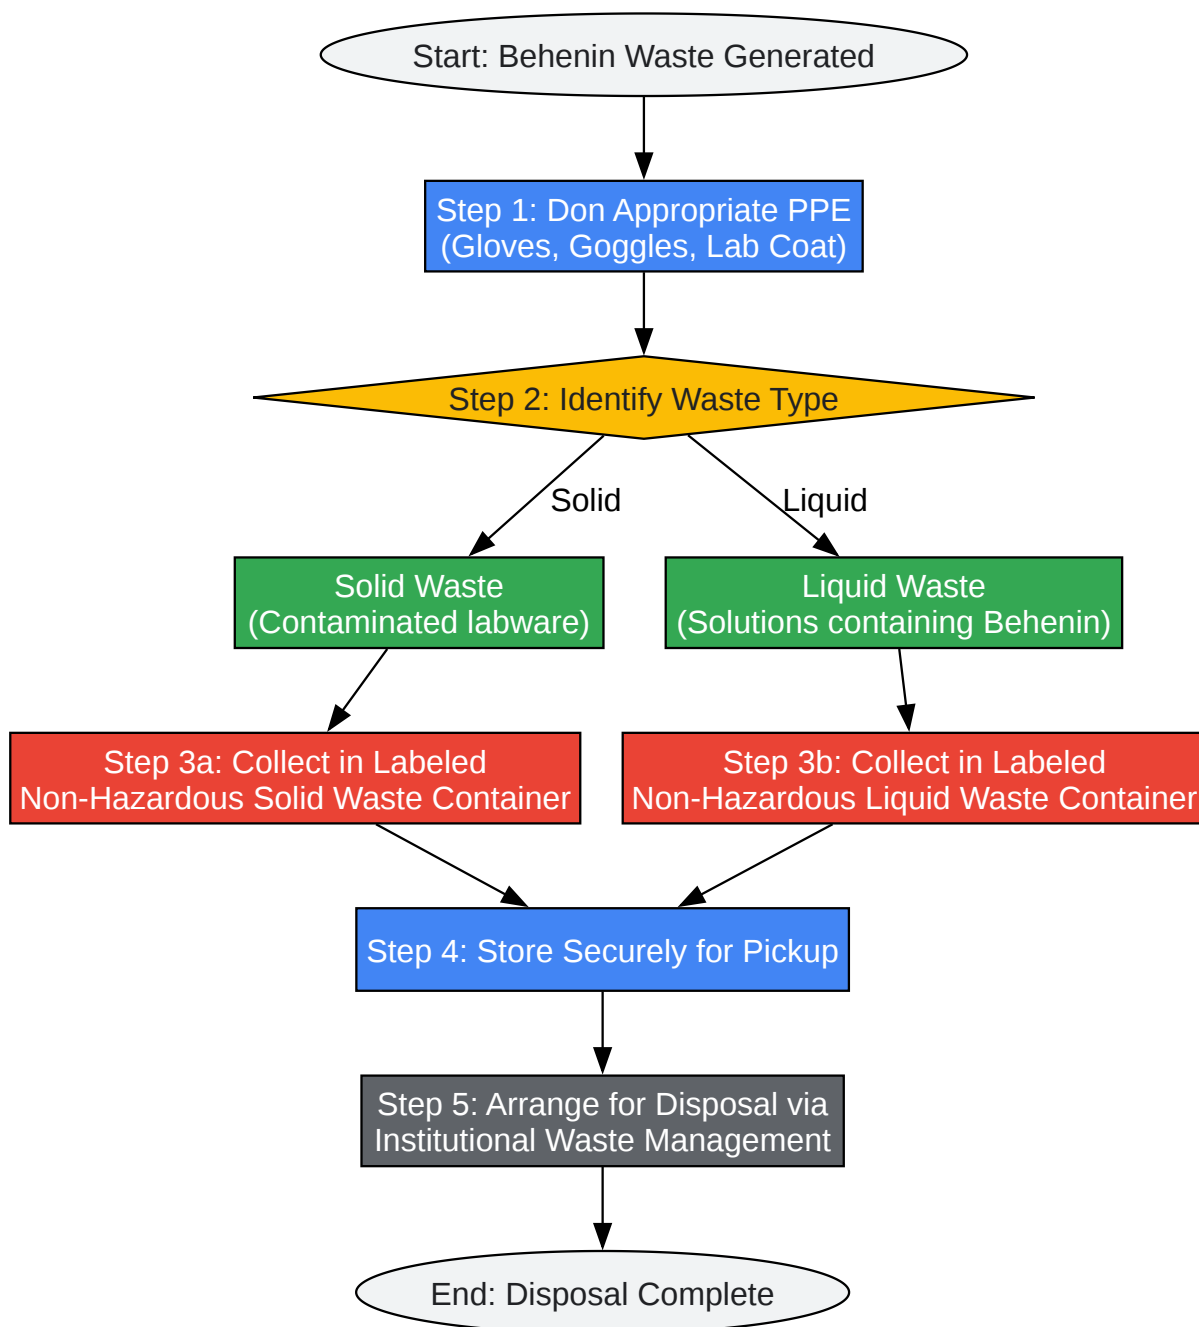 Start: Behenin Waste Generated
Step 1: Don Appropriate PPE
(Gloves, Goggles, Lab Coat)
Step 2: Identify Waste Type
Solid
Liquid
Solid Waste
(Contaminated labware)
Liquid Waste
(Solutions containing Behenin)
Step 3a: Collect in Labeled
Non-Hazardous Solid Waste Container
Step 3b: Collect in Labeled
Non-Hazardous Liquid Waste Container
Step 4: Store Securely for Pickup
Step 5: Arrange for Disposal via
Institutional Waste Management
End: Disposal Complete